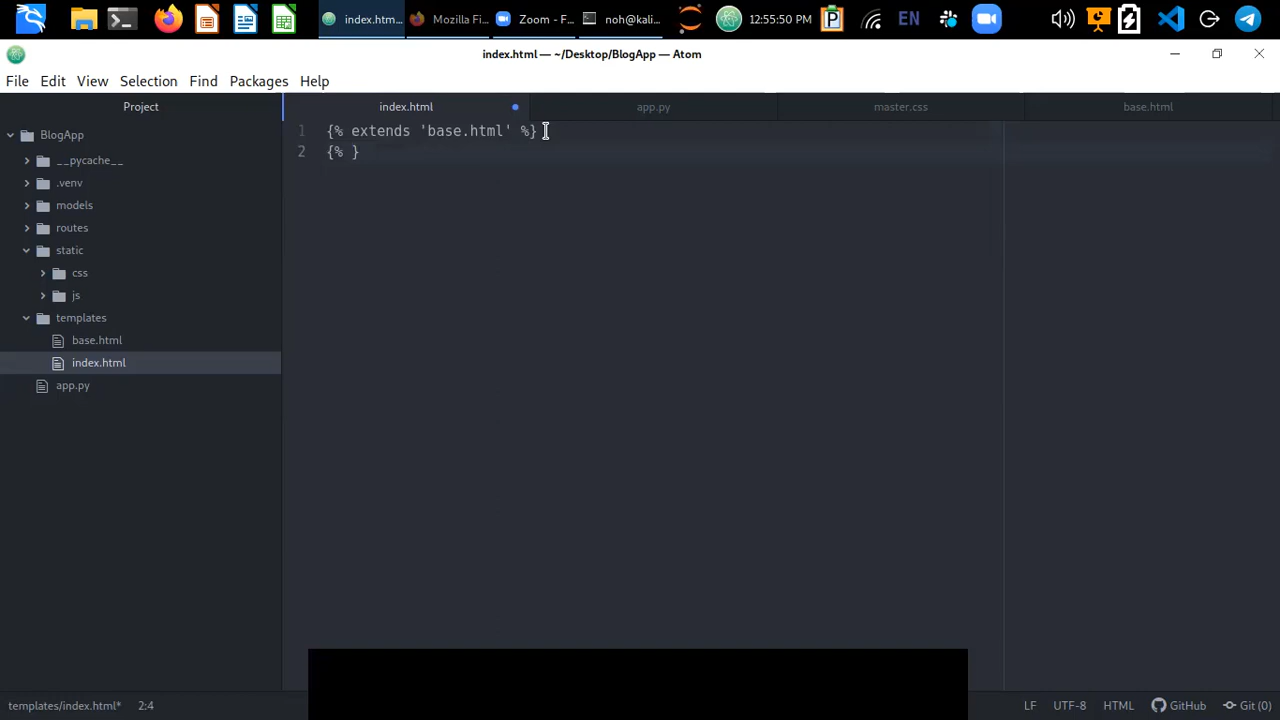 index.htm...
Mozilla Fi...
Zoom - F...
noh@kali...
12:55:50
P
EN
index.html — ~/Desktop/BlogApp — Atom
File Edit View Selection Find Packages Help
Project
index.html
app.py
master.css
base.html
BlogApp
__pycache__
.venv
models
routes
static
css
js
templates
base.html
index.html
app.py
1 {% extends 'base.html' %}
2 {% }
templates/index.html* 2:4
LF UTF-8 HTML GitHub Git (0)